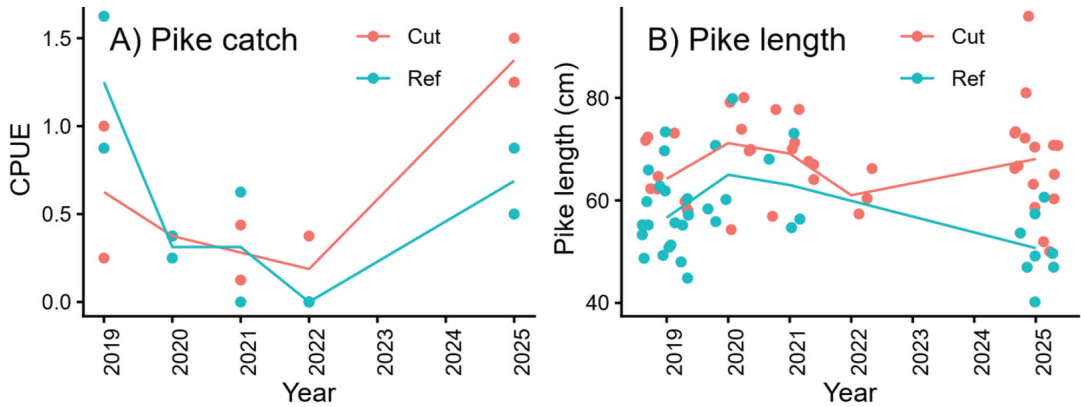 A) Pike catch
Cut
Ref
CPUE
1.5
1.0
0.5
0.0
2019
2020
2021
2022
2023
2024
2025
Year
B) Pike length
Cut
Ref
Pike length (cm)
80
60
40
2019
2020
2021
2022
2023
2024
2025
Year